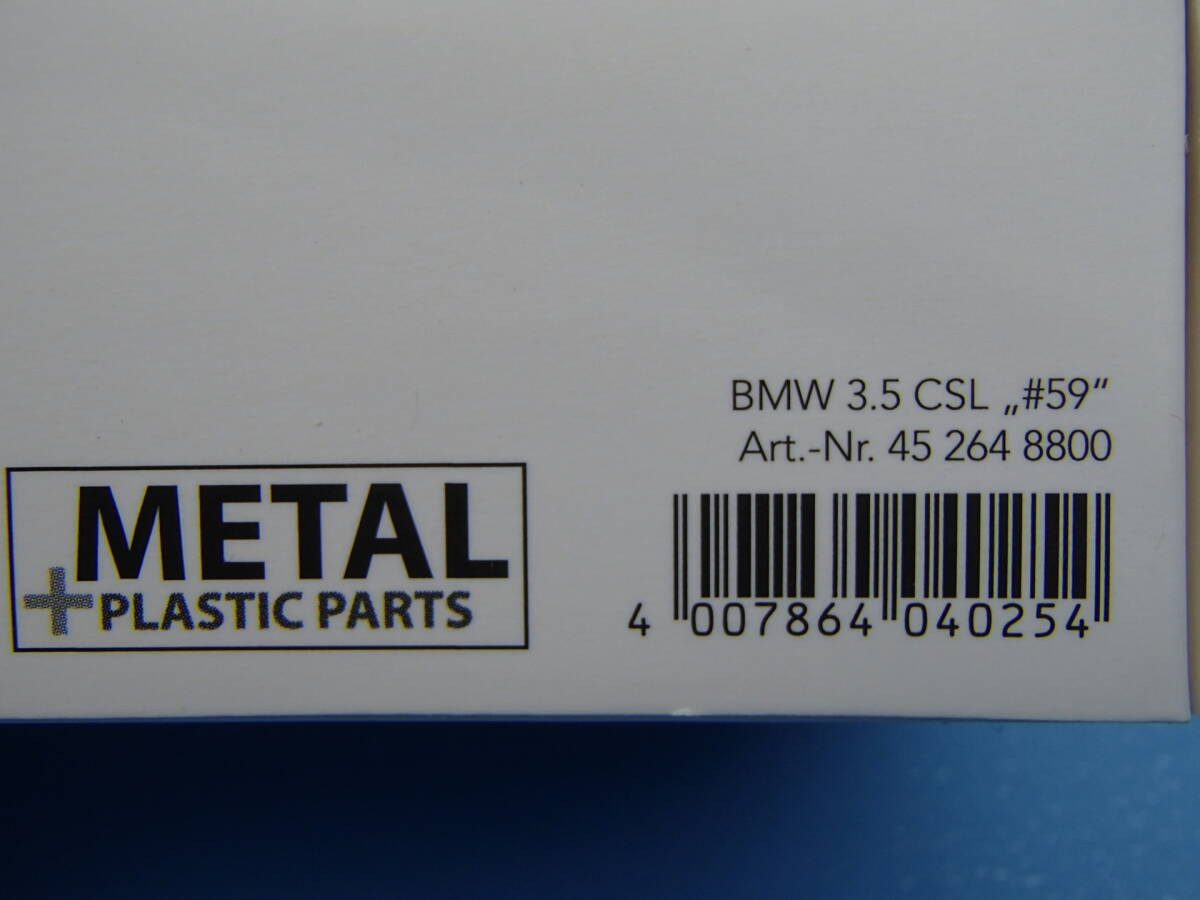 BMW 3.5 CSL „#59“
Art.-Nr. 45 264 8800
METAL
+PLASTIC PARTS
4 007864 040254